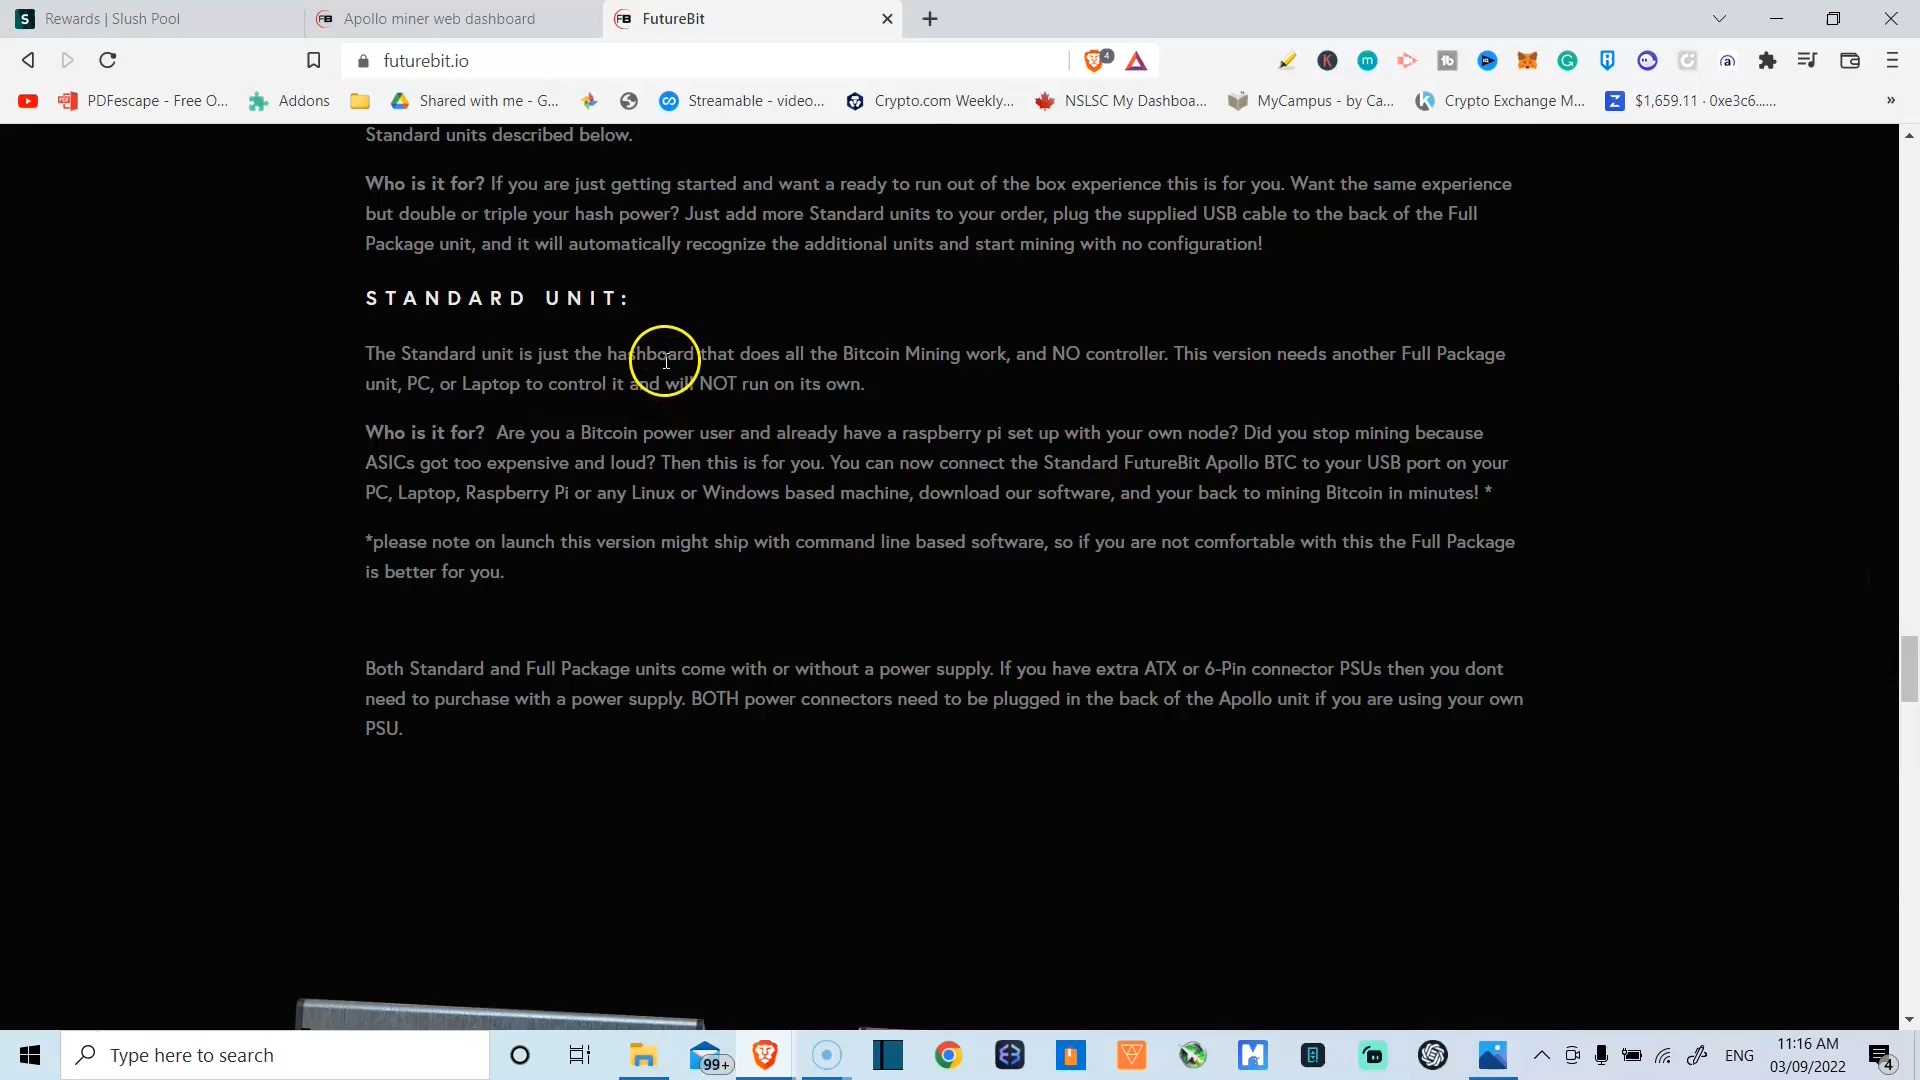 Rewards | Slush Pool
Apollo miner web dashboard
FutureBit
futurebit.io
4
PDFescape - Free O...
Addons
Shared with me - G...
Streamable - video...
Crypto.com Weekly...
NSLSC My Dashboa...
MyCampus - by Ca...
Crypto Exchange M...
$1,659.11 · 0xe3c6......
Standard units described below.
Who is it for? If you are just getting started and want a ready to run out of the box experience this is for you. Want the same experience
but double or triple your hash power? Just add more Standard units to your order, plug the supplied USB cable to the back of the Full
Package unit, and it will automatically recognize the additional units and start mining with no configuration!
STANDARD UNIT:
The Standard unit is just the hashboard that does all the Bitcoin Mining work, and NO controller. This version needs another Full Package
unit, PC, or Laptop to control it and will NOT run on its own.
Who is it for? Are you a Bitcoin power user and already have a raspberry pi set up with your own node? Did you stop mining because
ASICs got too expensive and loud? Then this is for you. You can now connect the Standard FutureBit Apollo BTC to your USB port on your
PC, Laptop, Raspberry Pi or any Linux or Windows based machine, download our software, and your back to mining Bitcoin in minutes! *
*please note on launch this version might ship with command line based software, so if you are not comfortable with this the Full Package
is better for you.
Both Standard and Full Package units come with or without a power supply. If you have extra ATX or 6-Pin connector PSUs then you dont
need to purchase with a power supply. BOTH power connectors need to be plugged in the back of the Apollo unit if you are using your own
PSU.
Type here to search
99+
ENG
11:16 AM
03/09/2022
4